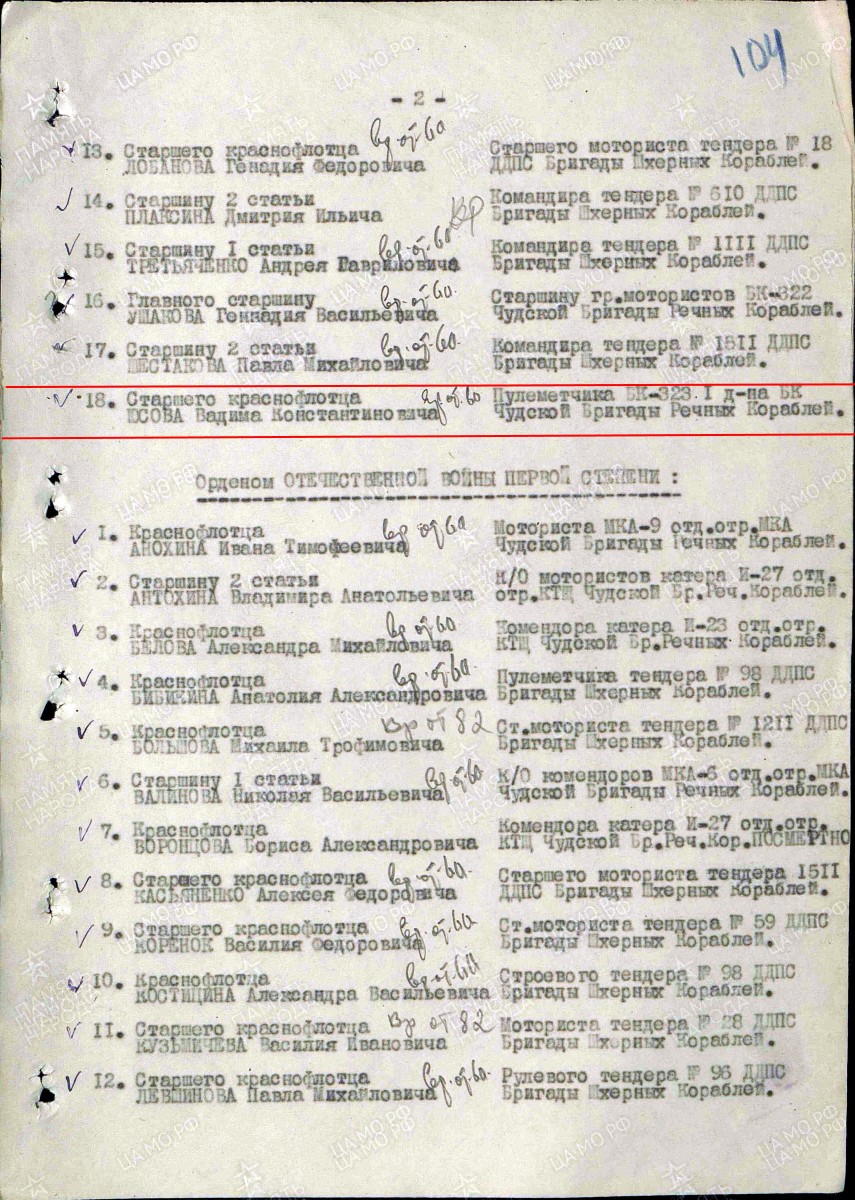 104
- 2 -
13. Старшего краснофлотца вр. от. 60 Старшего моториста тендера № 18
ЛОБАНОВА Генадия Федоровича ДДПС Бригады Шхерных Кораблей.
14. Старшину 2 статьи Вр Командира тендера № 610 ДДПС
ПЛАКСИНА Дмитрия Ильича Бригады Шхерных Кораблей.
15. Старшину I статьи вр. от. 60 Командира тендера № IIII ДДПС
ТРЕТЬЯЧЕНКО Андрея Гавриловича Бригады Шхерных Кораблей.
16. Главного старшину вр. от. 60. Старшину гр.мотористов БК-322
УШАКОВА Геннадия Васильевича Чудской Бригады Речных Кораблей.
17. Старшину 2 статьи вр. от. 60. Командира тендера № I5II ДДПС
ШЕСТАКОВА Павла Михайловича Бригады Шхерных Кораблей.
18. Старшего краснофлотца вр. от. 60 Пулеметчика БК-323 I д-на БК
ЮСОВА Вадима Константиновича Чудской Бригады Речных Кораблей.
Орденом ОТЕЧЕСТВЕННОЙ ВОЙНЫ ПЕРВОЙ СТЕПЕНИ :
I. Краснофлотца вр от 60 Моториста МКА-9 отд.отр.МКА
АНОХИНА Ивана Тимофеевича Чудской Бригады Речных Кораблей.
2. Старшину 2 статьи К/О мотористов катера И-27 отд.
АНТОХИНА Владимира Анатольевича отр.КТЩ Чудской Бр.Реч.Кораблей.
3. Краснофлотца вр от. 60 Комендора катера И-23 отд.отр.
БЕЛОВА Александра Михайловича КТЩ Чудской Бр.Речных Кораблей.
4. Краснофлотца вр. от. 60. Пулеметчика тендера № 98 ДДПС
БИБИКИНА Анатолия Александровича Бригады Шхерных Кораблей.
5. Краснофлотца Вр от 82 Ст.моториста тендера № I2II ДДПС
БОЛЬШОВА Михаила Трофимовича Бригады Шхерных Кораблей.
6. Старшину I статьи вр. от. 60 К/О комендоров МКА-6 отд.отр.МКА
ВАЛИНОВА Николая Васильевича Чудской Бригады Речных Кораблей.
7. Краснофлотца Комендора катера И-27 отд.отр.
ВОРОНЦОВА Бориса Александровича КТЩ Чудской Бр.Реч.Кор.ПОСМЕРТНО
8. Старшего краснофлотца вр. от. 60. Старшего моториста тендера I5II
КАСЬЯНЕНКО Алексея Федоровича ДДПС Бригады Шхерных Кораблей.
9. Старшего краснофлотца вр. от. 60. Ст.моториста тендера № 59 ДДПС
КОРЕНОК Василия Федоровича Бригады Шхерных Кораблей.
10. Краснофлотца вр от 60 Строевого тендера № 98 ДДПС
КОСТИЦИНА Александра Васильевича Бригады Шхерных Кораблей.
II. Старшего краснофлотца Вр от 82 Моториста тендера № 28 ДДПС
КУЗЬМИЧЕВА Василия Ивановича Бригады Шхерных Кораблей.
12. Старшего краснофлотца вр. от. 60. Рулевого тендера № 96 ДДПС
ЛЕВШИНОВА Павла Михайловича Бригады Шхерных Кораблей.